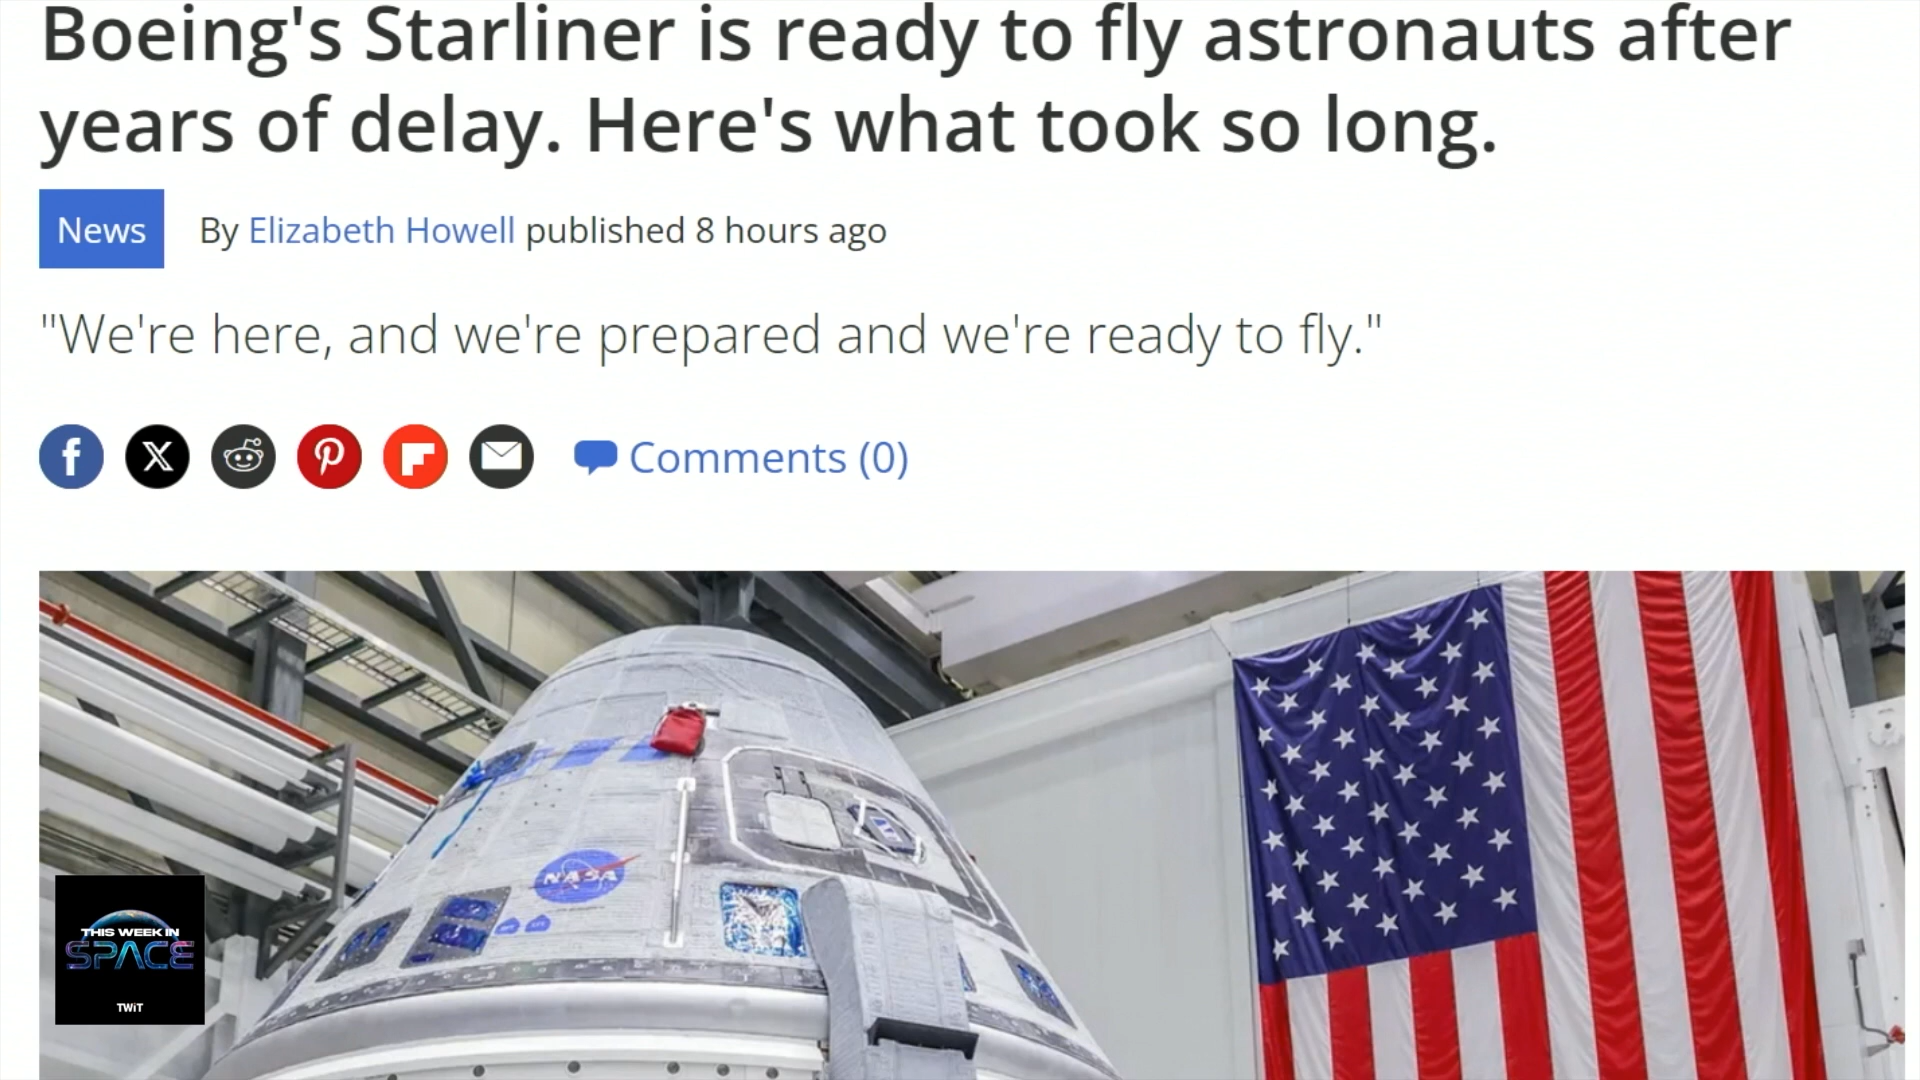 Boeing's Starliner is ready to fly astronauts after
years of delay. Here's what took so long.
News
By Elizabeth Howell published 8 hours ago
"We're here, and we're prepared and we're ready to fly."
Comments (0)
NASA
THIS WEEK IN
SPACE
TWiT